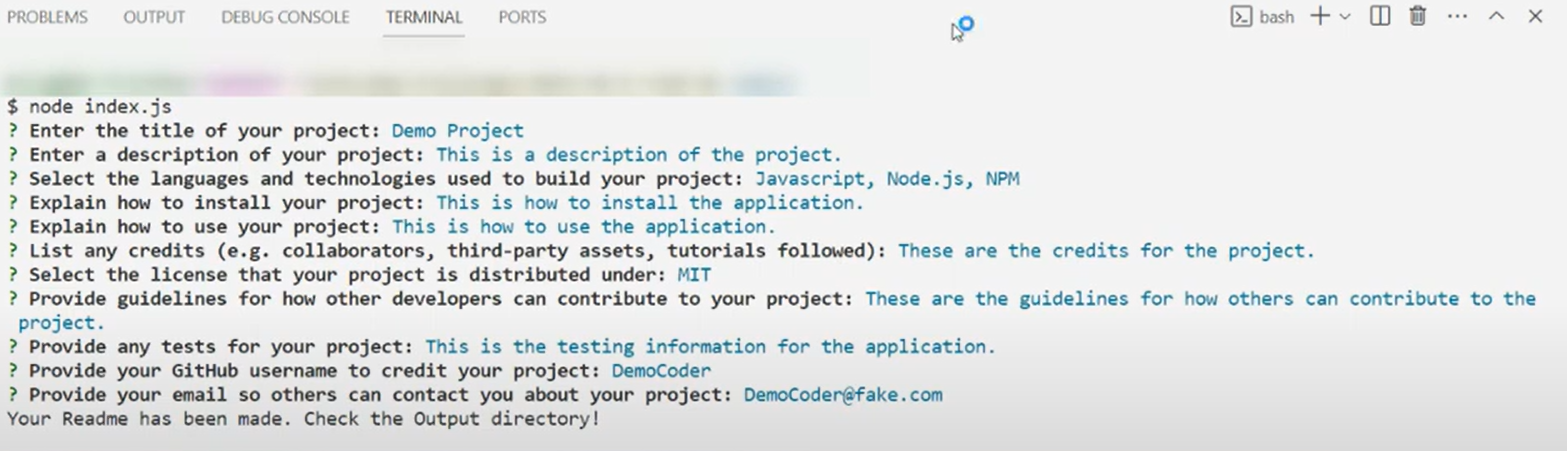 PROBLEMS OUTPUT DEBUG CONSOLE TERMINAL PORTS bash
$ node index.js
? Enter the title of your project: Demo Project
? Enter a description of your project: This is a description of the project.
? Select the languages and technologies used to build your project: Javascript, Node.js, NPM
? Explain how to install your project: This is how to install the application.
? Explain how to use your project: This is how to use the application.
? List any credits (e.g. collaborators, third-party assets, tutorials followed): These are the credits for the project.
? Select the license that your project is distributed under: MIT
? Provide guidelines for how other developers can contribute to your project: These are the guidelines for how others can contribute to the
project.
? Provide any tests for your project: This is the testing information for the application.
? Provide your GitHub username to credit your project: DemoCoder
? Provide your email so others can contact you about your project: DemoCoder@fake.com
Your Readme has been made. Check the Output directory!